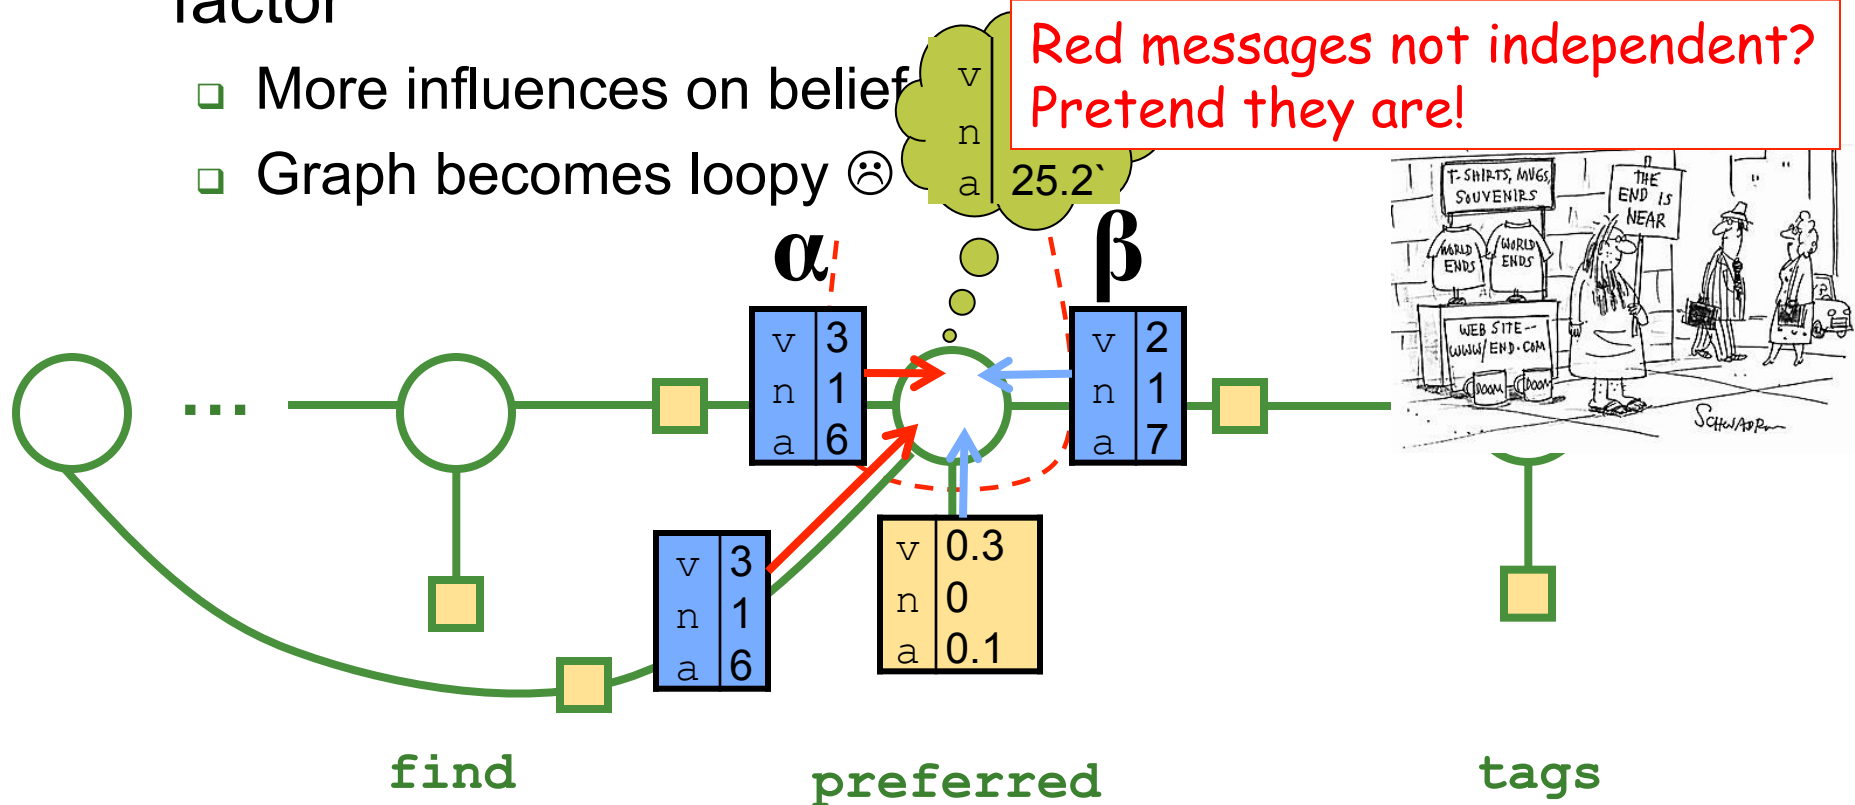 factor
❑ More influences on belief
❑ Graph becomes loopy ☹
Red messages not independent?
Pretend they are!
v
n
a 25.2`
T-SHIRTS, MUGS,
SOUVENIRS
THE
END IS
NEAR
WORLD
ENDS
WORLD
ENDS
WEB SITE--
WWW/END.COM
DOOM
DOOM
SCHWADRON
α
β
v 3
n 1
a 6
v 2
n 1
a 7
...
v 3
n 1
a 6
v 0.3
n 0
a 0.1
find
preferred
tags